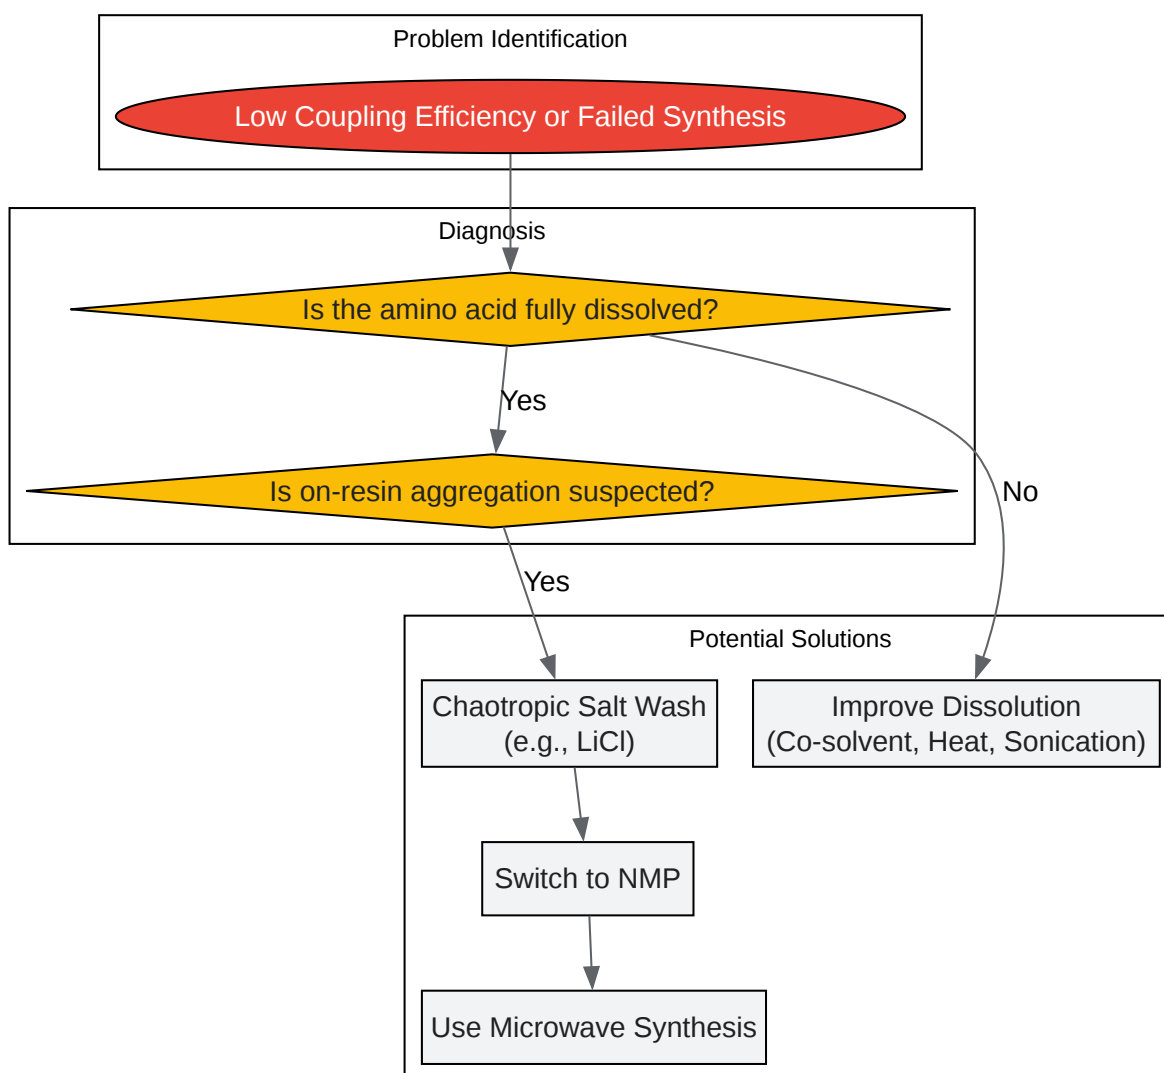 Problem Identification
Low Coupling Efficiency or Failed Synthesis
Diagnosis
Is the amino acid fully dissolved?
Yes
Is on-resin aggregation suspected?
No
Yes
Potential Solutions
Chaotropic Salt Wash
(e.g., LiCl)
Improve Dissolution
(Co-solvent, Heat, Sonication)
Switch to NMP
Use Microwave Synthesis